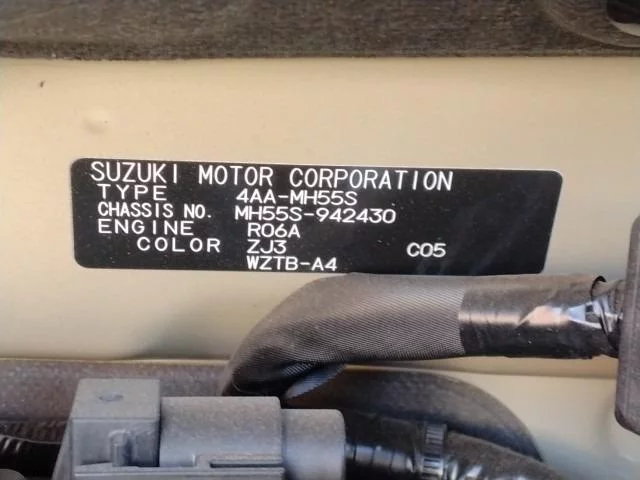 SUZUKI MOTOR CORPORATION
TYPE 4AA-MH55S
CHASSIS NO. MH55S-942430
ENGINE R06A
COLOR ZJ3 C05
WZTB-A4